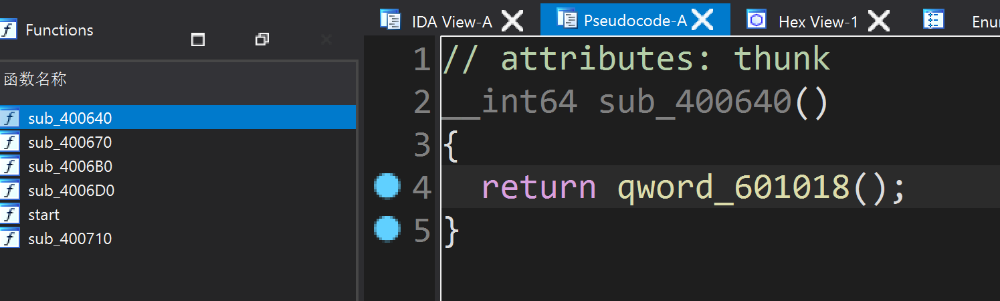 Functions
函数名称
sub_400640
sub_400670
sub_4006B0
sub_4006D0
start
sub_400710
IDA View-A
Pseudocode-A
Hex View-1
1 // attributes: thunk
2 __int64 sub_400640()
3 {
4 return qword_601018();
5 }